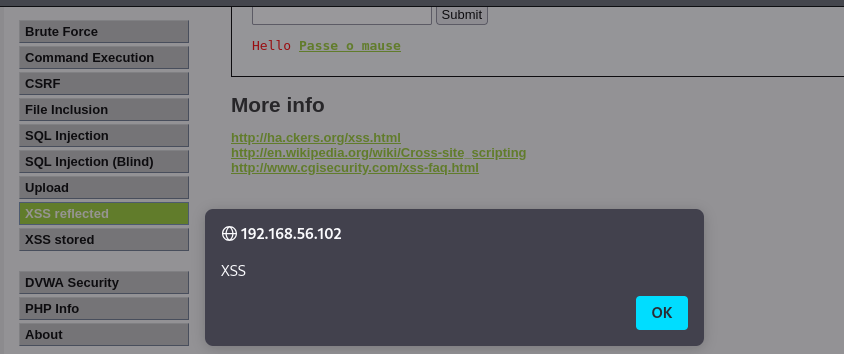 Brute Force
Command Execution
CSRF
File Inclusion
SQL Injection
SQL Injection (Blind)
Upload
XSS reflected
XSS stored
DVWA Security
PHP Info
About
Submit
Hello Passe o mause
More info
http://ha.ckers.org/xss.html
http://en.wikipedia.org/wiki/Cross-site_scripting
http://www.cgisecurity.com/xss-faq.html
192.168.56.102
XSS
OK